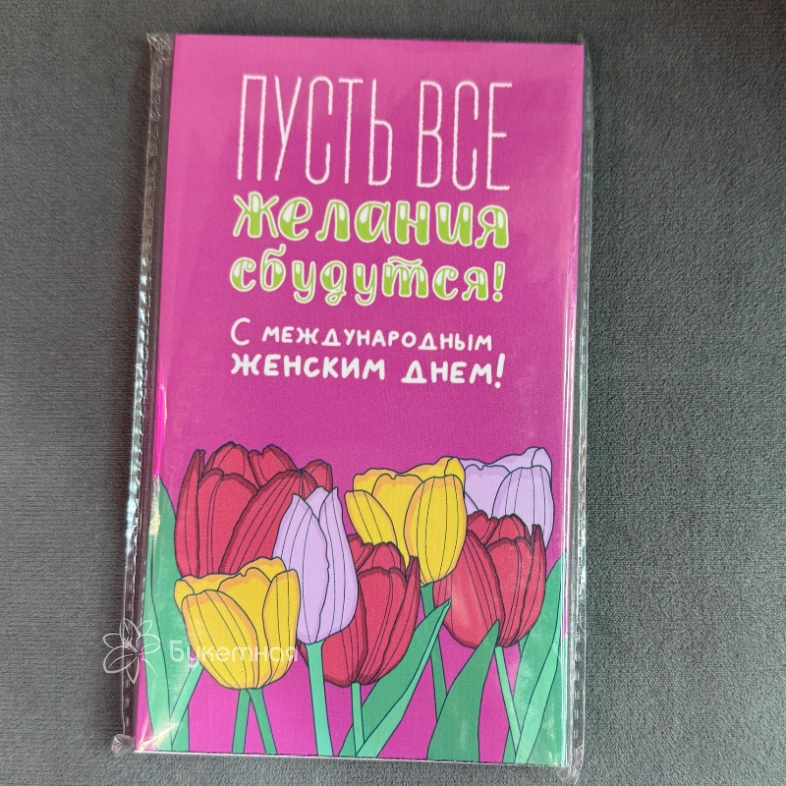 ПУСТЬ ВСЕ
желания
сбудутся!
С МЕЖДУНАРОДНЫМ
ЖЕНСКИМ ДНЕМ!
Букетная